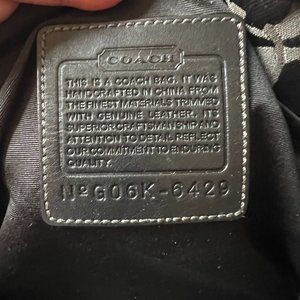 COACH
THIS IS A COACH BAG. IT WAS
HANDCRAFTED IN CHINA FROM
THE FINEST MATERIALS TRIMMED
WITH GENUINE LEATHER. ITS
SUPERIOR CRAFTSMANSHIP AND
ATTENTION TO DETAIL REFLECT
OUR COMMITMENT TO ENDURING
QUALITY.
Nº G06K-6429